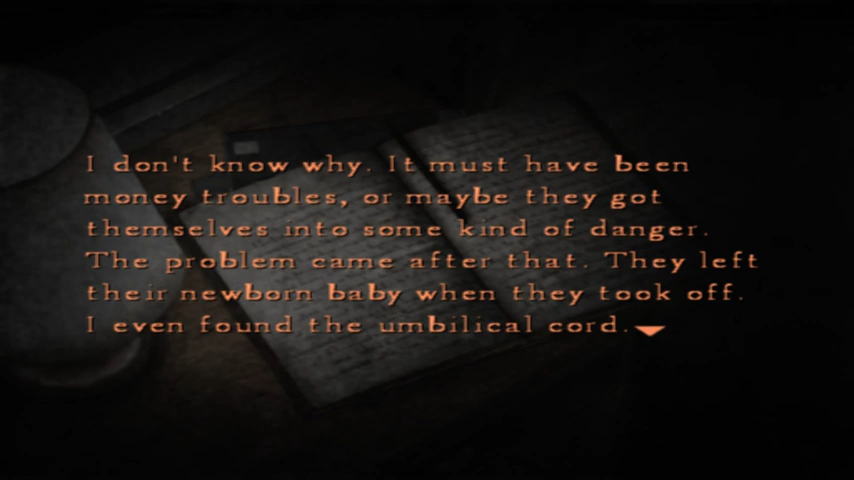 I don't know why. It must have been
money troubles, or maybe they got
themselves into some kind of danger.
The problem came after that. They left
their newborn baby when they took off.
I even found the umbilical cord.